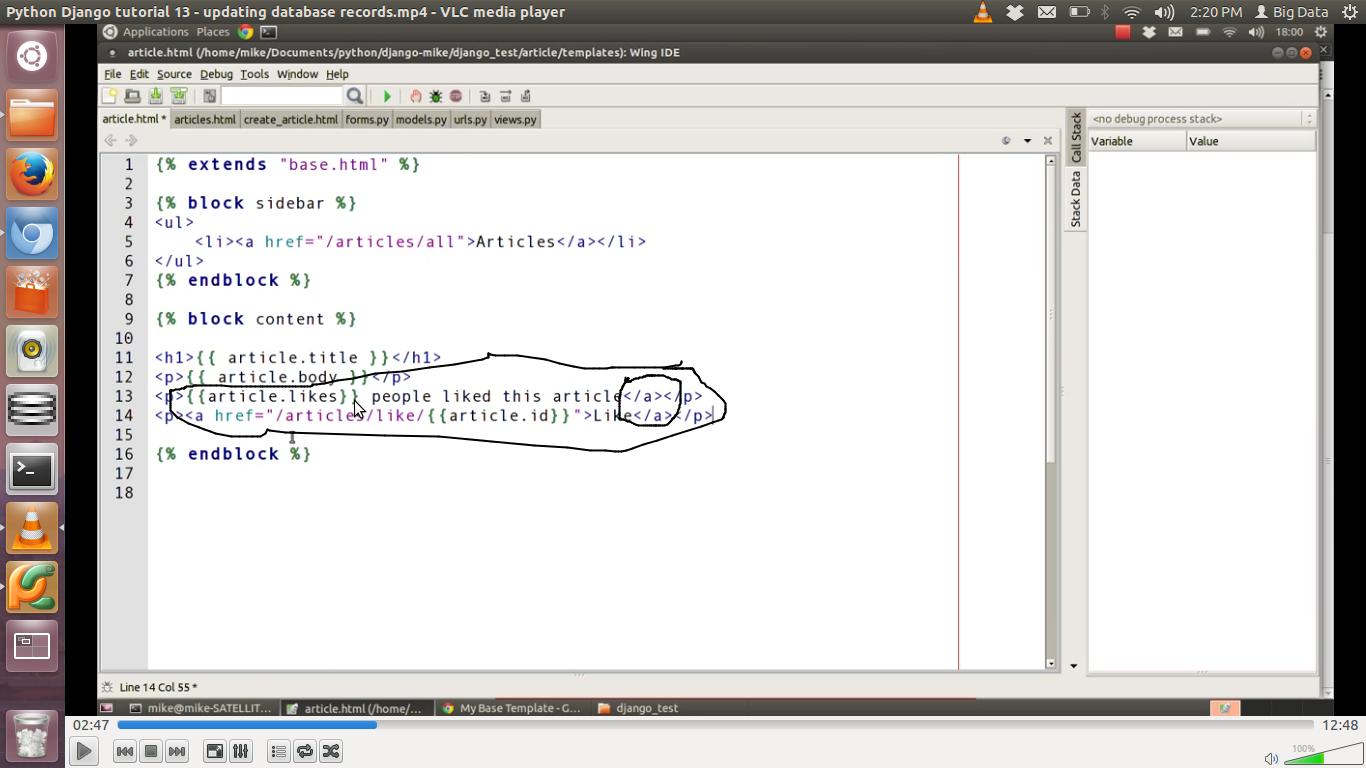 Python Django tutorial 13 - updating database records.mp4 - VLC media player
2:20 PM Big Data
Applications Places
18:00
article.html (/home/mike/Documents/python/django-mike/django_test/article/templates): Wing IDE
File Edit Source Debug Tools Window Help
article.html * articles.html create_article.html forms.py models.py urls.py views.py
Call Stack
Stack Data
<no debug process stack>
Variable Value
1 {% extends "base.html" %}
2
3 {% block sidebar %}
4 <ul>
5 <li><a href="/articles/all">Articles</a></li>
6 </ul>
7 {% endblock %}
8
9 {% block content %}
10
11 <h1>{{ article.title }}</h1>
12 <p>{{ article.body }}</p>
13 <p>{{article.likes}} people liked this article</a></p>
14 <p><a href="/articles/like/{{article.id}}">Like</a></p>
15
16 {% endblock %}
17
18
Line 14 Col 55 *
mike@mike-SATELLIT... article.html (/home/... My Base Template - G... django_test
02:47 12:48
100%